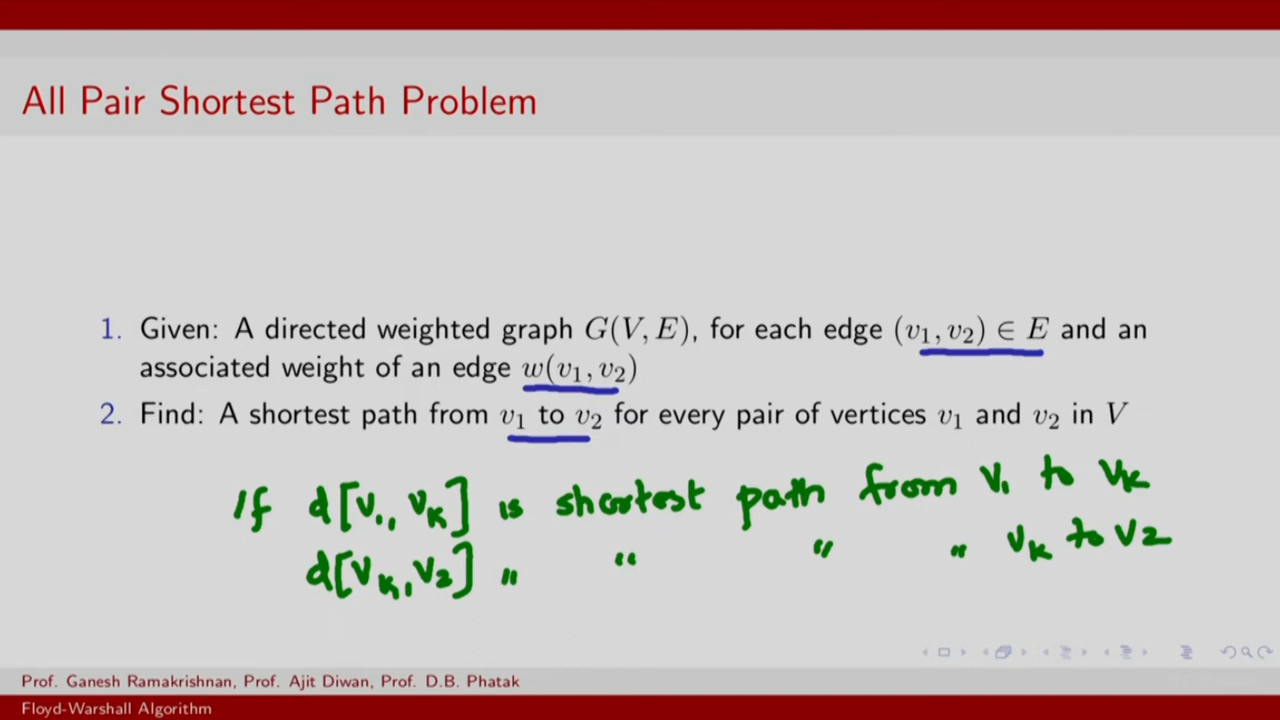 All Pair Shortest Path Problem
1. Given: A directed weighted graph G(V, E), for each edge (v₁, v₂) ∈ E and an
associated weight of an edge w(v₁, v₂)
2. Find: A shortest path from v₁ to v₂ for every pair of vertices v₁ and v₂ in V
If d[v₁, vₖ] is shortest path from v₁ to vₖ
d[vₖ, v₂] " " " " vₖ to v₂
Prof. Ganesh Ramakrishnan, Prof. Ajit Diwan, Prof. D.B. Phatak
Floyd-Warshall Algorithm